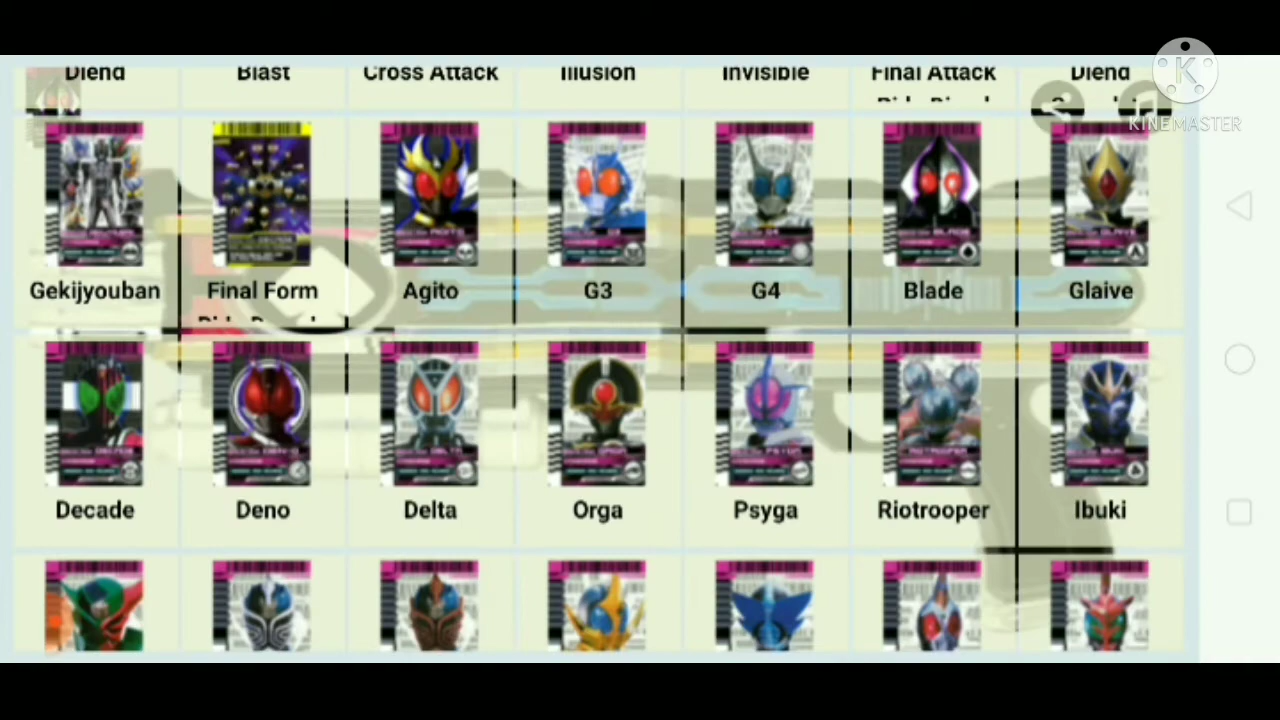 Diend Blast Cross Attack Illusion Invisible Final Attack Diend
K
KINEMASTER
Gekijyouban Final Form Agito G3 G4 Blade Glaive
Decade Deno Delta Orga Psyga Riotrooper Ibuki